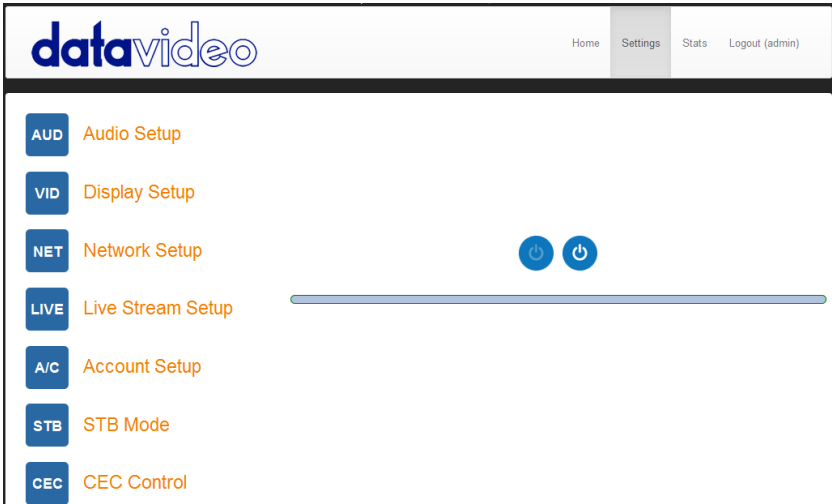 datavideo
Home Settings Stats Logout (admin)
AUD Audio Setup
VID Display Setup
NET Network Setup
LIVE Live Stream Setup
A/C Account Setup
STB STB Mode
CEC CEC Control